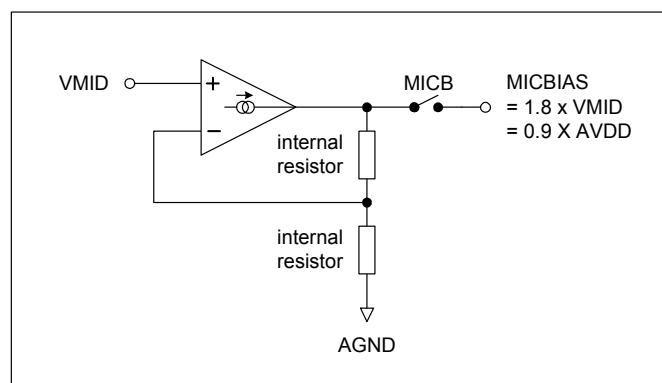 VMID
+
−
MICB
MICBIAS
= 1.8 x VMID
= 0.9 X AVDD
internal
resistor
internal
resistor
AGND